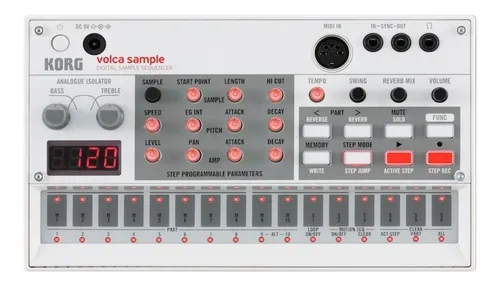 DC 9V
MIDI IN
IN-SYNC-OUT
KORG
volca sample
DIGITAL SAMPLE SEQUENCER
ANALOGUE ISOLATOR
BASS
TREBLE
SAMPLE
START POINT
LENGTH
HI CUT
SAMPLE
SPEED
EG INT
ATTACK
DECAY
PITCH
LEVEL
PAN
ATTACK
DECAY
AMP
STEP PROGRAMMABLE PARAMETERS
120
TEMPO
SWING
REVERB MIX
VOLUME
< PART >
MUTE
REVERSE
REVERB
SOLO
FUNC
MEMORY
STEP MODE
WRITE
STEP JUMP
ACTIVE STEP
STEP REC
PART
1 2 3 4 5 6 7 8 9 -ALT- 10
LOOP
ON/OFF
MOTION SEQ
ON/OFF
CLEAR
ACT STEP
CLEAR
PART
ALL